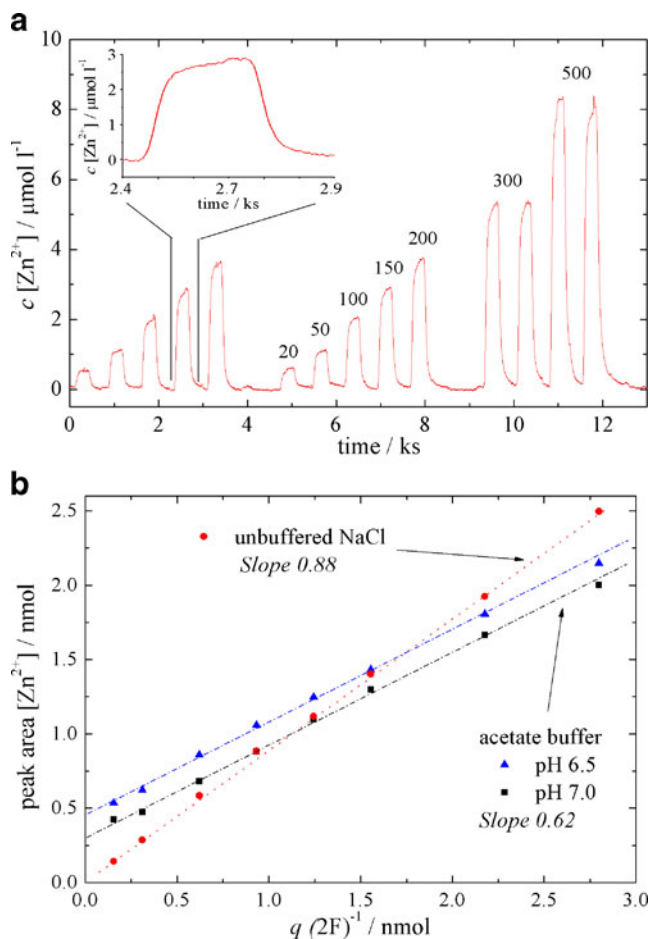 a
10
8
6
4
2
0
c [Zn²⁺] / µmol l⁻¹
3
2
1
0
c [Zn²⁺] / µmol l⁻¹
2.4 2.7 2.9
time / ks
20 50 100 150 200 300 500
0 2 4 6 8 10 12
time / ks
b
2.5
2.0
1.5
1.0
0.5
0.0
peak area [Zn²⁺] / nmol
unbuffered NaCl
Slope 0.88
acetate buffer
pH 6.5
pH 7.0
Slope 0.62
0.0 0.5 1.0 1.5 2.0 2.5 3.0
q (2F)⁻¹ / nmol